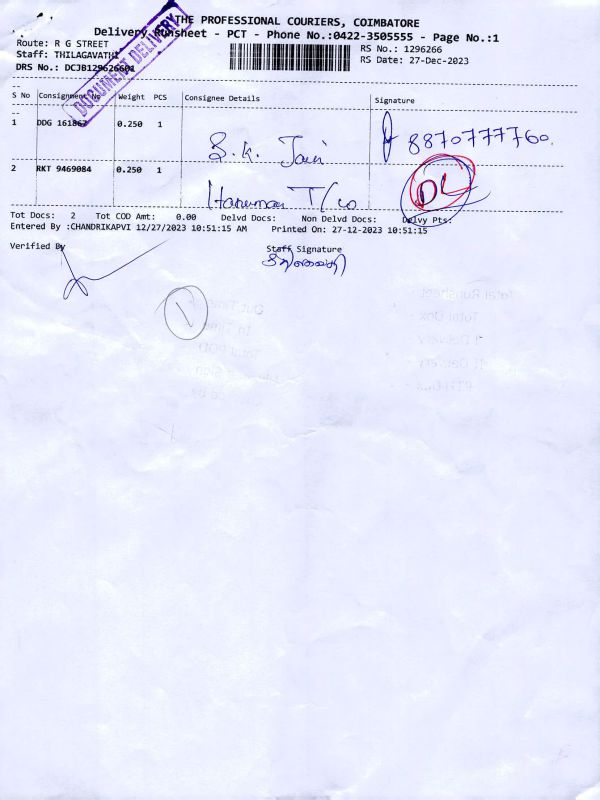 THE PROFESSIONAL COURIERS, COIMBATORE
Delivery Runsheet - PCT - Phone No.:0422-3505555 - Page No.:1
Route: R G STREET
RS No.: 1296266
Staff: THILAGAVATHI
RS Date: 27-Dec-2023
DRS No.: DCJB129626601
DOCUMENT DELIVERY
S No Consignment No Weight PCS Consignee Details Signature
1 DDG 161867 0.250 1 S.K. Jain 8870777760.
2 RKT 9469084 0.250 1 Hanuman T/co DL
Tot Docs: 2 Tot COD Amt: 0.00 Delvd Docs: Non Delvd Docs: Delvy Pts:
Entered By :CHANDRIKAPVI 12/27/2023 10:51:15 AM Printed On: 27-12-2023 10:51:15
Verified By Staff Signature
1